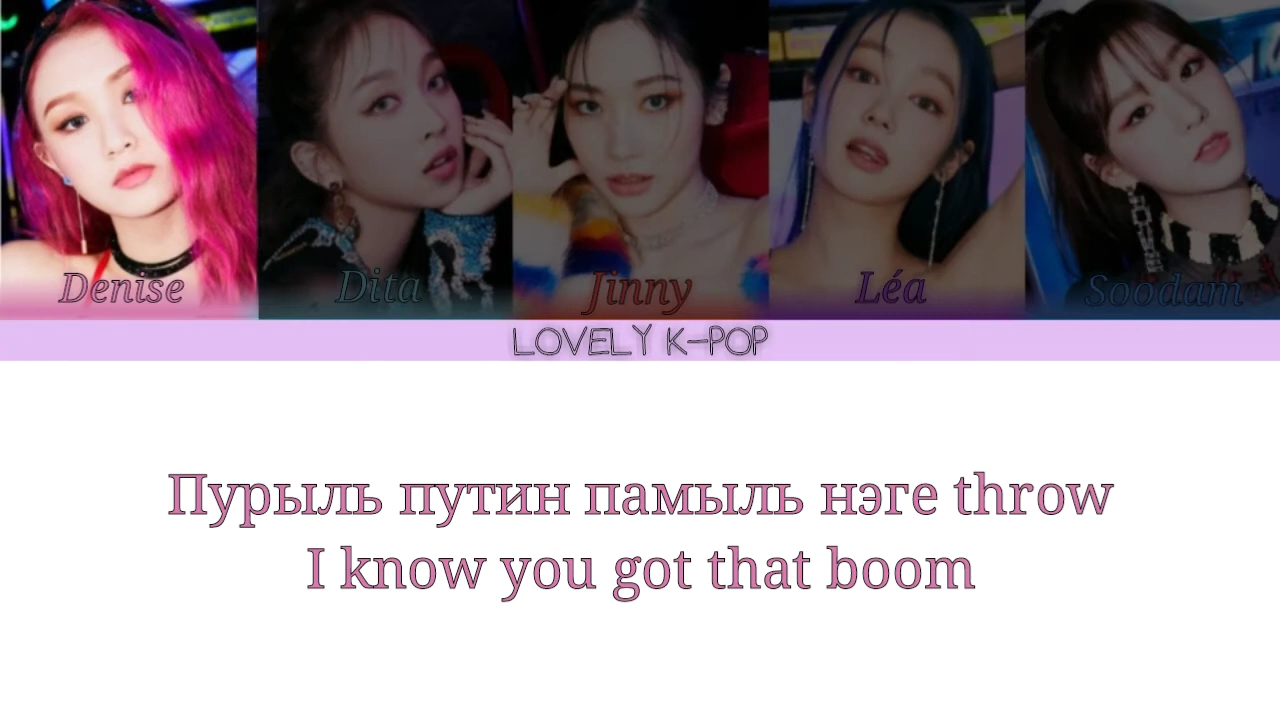 Denise
Dita
Jinny
Léa
Soodam
LOVELY K-POP
Пурыль путин памыль нэге throw
I know you got that boom